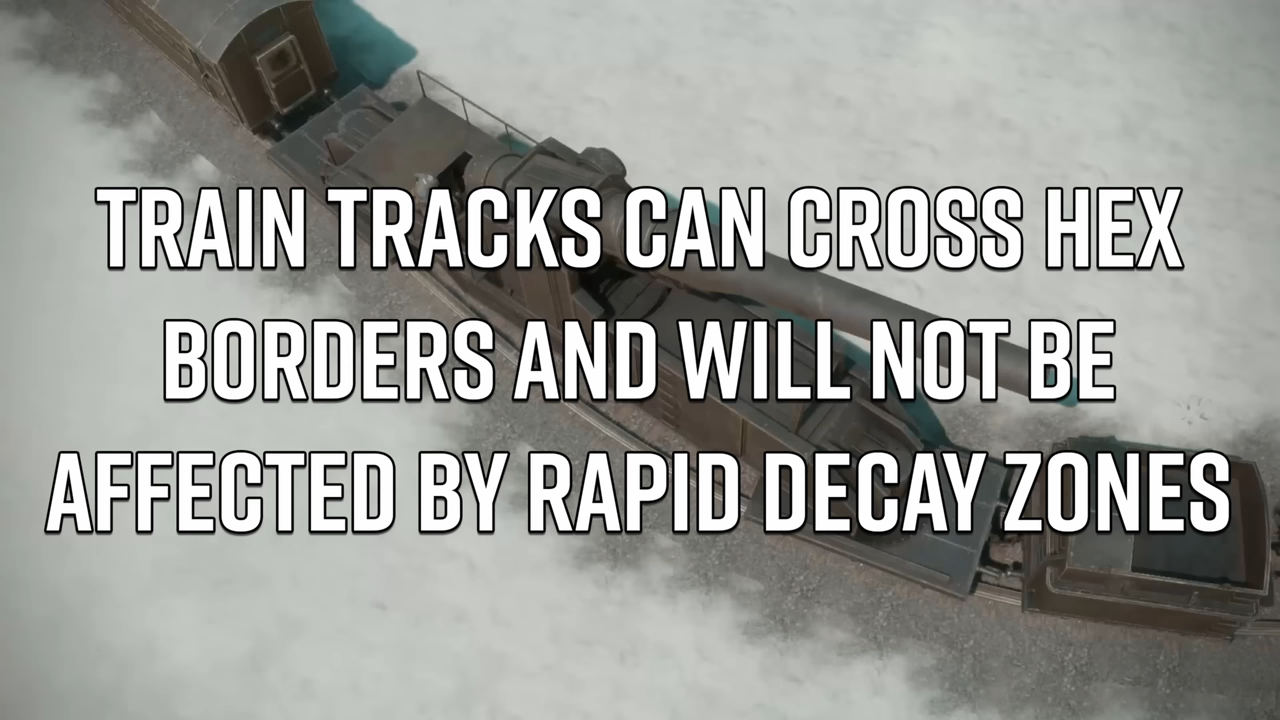 TRAIN TRACKS CAN CROSS HEX
BORDERS AND WILL NOT BE
AFFECTED BY RAPID DECAY ZONES